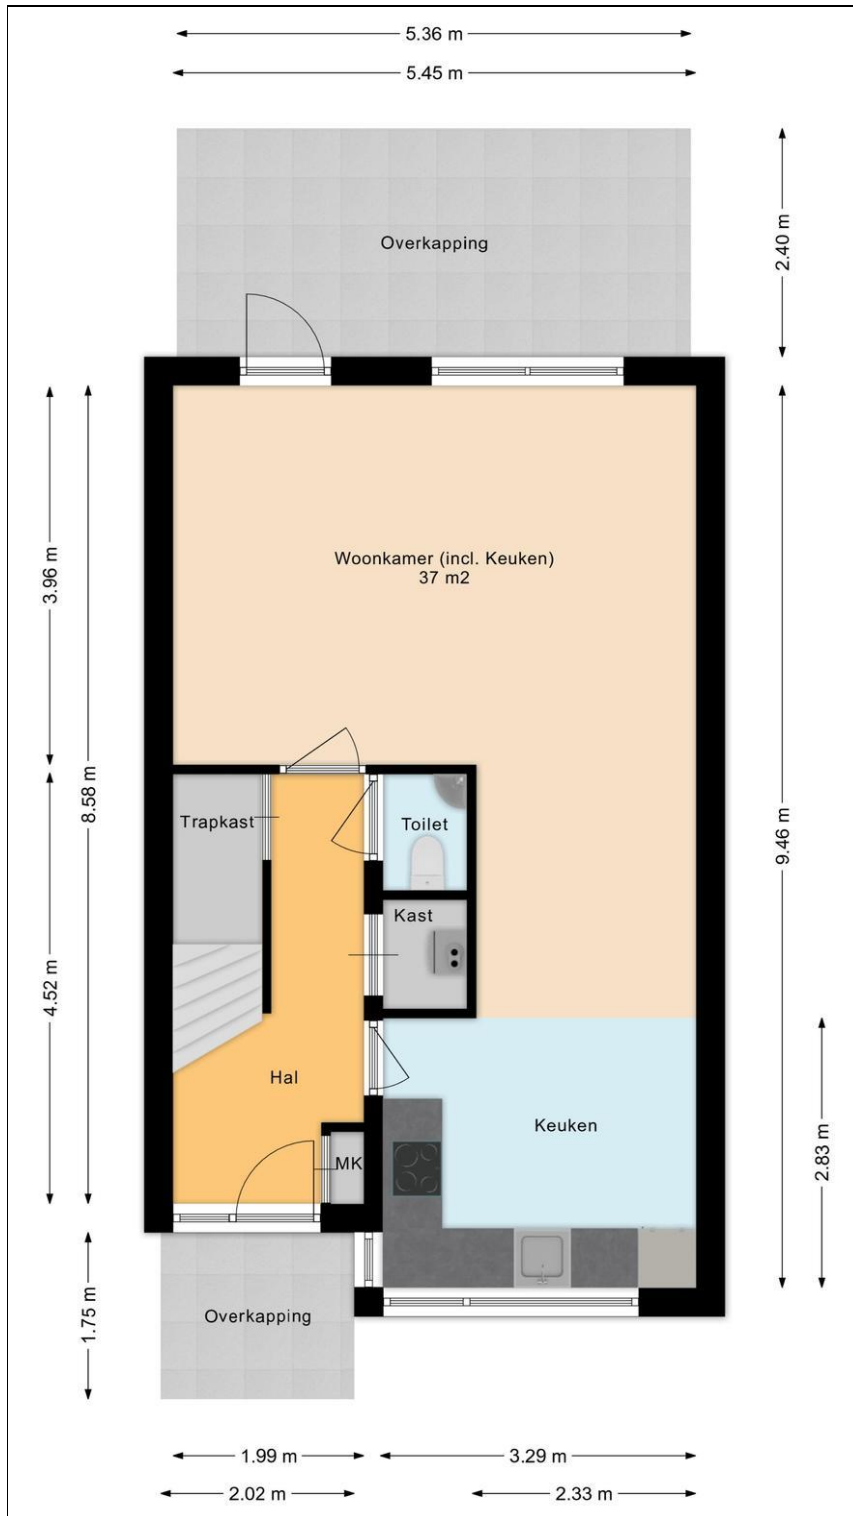 5.36 m
5.45 m
2.40 m
Overkapping
3.96 m
8.58 m
Woonkamer (incl. Keuken)
37 m2
9.46 m
Trapkast
Toilet
Kast
4.52 m
Hal
Keuken
MK
2.83 m
1.75 m
Overkapping
1.99 m
3.29 m
2.02 m
2.33 m